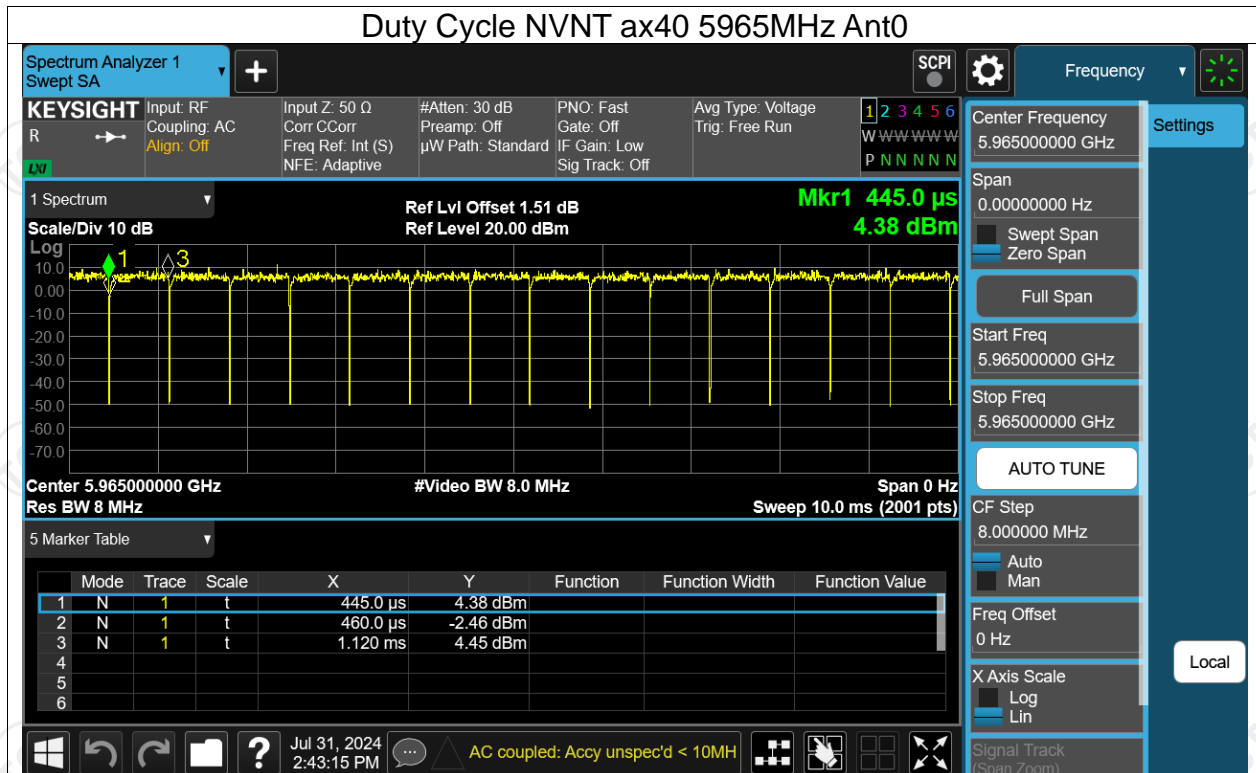 Duty Cycle NVNT ax40 5965MHz Ant0
Spectrum Analyzer 1
Swept SA
+
SCPI
Frequency
KEYSIGHT
R
LXI
Input: RF
Coupling: AC
Align: Off
Input Z: 50 Ω
Corr CCorr
Freq Ref: Int (S)
NFE: Adaptive
#Atten: 30 dB
Preamp: Off
µW Path: Standard
PNO: Fast
Gate: Off
IF Gain: Low
Sig Track: Off
Avg Type: Voltage
Trig: Free Run
1 2 3 4 5 6
W W W W W W
P N N N N N
1 Spectrum
Scale/Div 10 dB
Ref Lvl Offset 1.51 dB
Ref Level 20.00 dBm
Mkr1 445.0 µs
4.38 dBm
Log
1
2
3
10.0
0.00
-10.0
-20.0
-30.0
-40.0
-50.0
-60.0
-70.0
Center 5.965000000 GHz
#Video BW 8.0 MHz
Span 0 Hz
Res BW 8 MHz
Sweep 10.0 ms (2001 pts)
5 Marker Table
Mode Trace Scale X Y Function Function Width Function Value
1 N 1 t 445.0 µs 4.38 dBm
2 N 1 t 460.0 µs -2.46 dBm
3 N 1 t 1.120 ms 4.45 dBm
4
5
6
?
Jul 31, 2024
2:43:15 PM
AC coupled: Accy unspec'd < 10MH
Center Frequency
5.965000000 GHz
Settings
Span
0.00000000 Hz
Swept Span
Zero Span
Full Span
Start Freq
5.965000000 GHz
Stop Freq
5.965000000 GHz
AUTO TUNE
CF Step
8.000000 MHz
Auto
Man
Freq Offset
0 Hz
Local
X Axis Scale
Log
Lin
Signal Track
(Span Zoom)